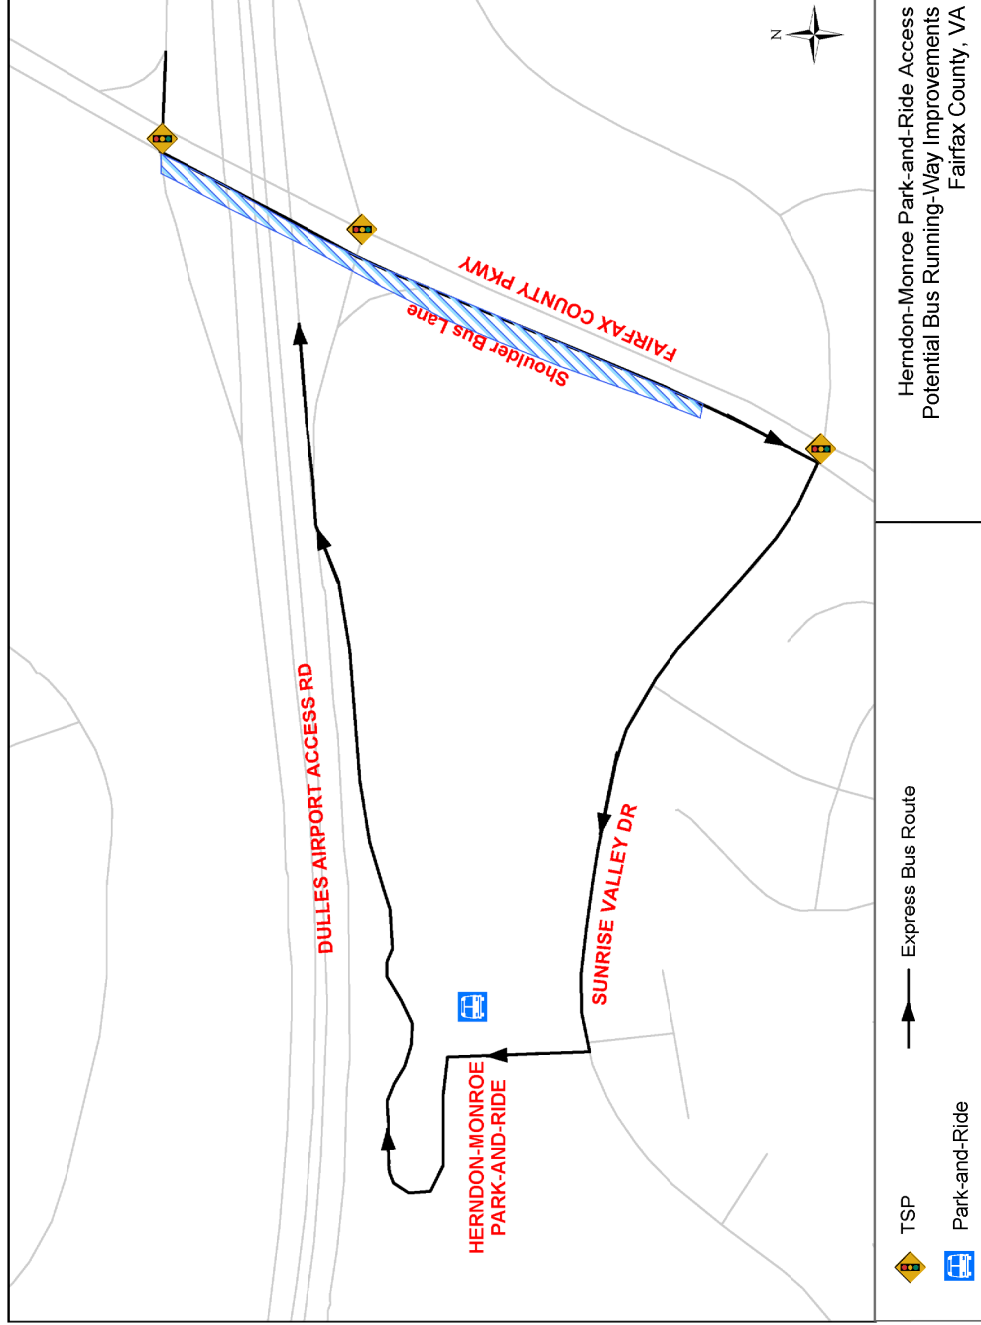 N
FAIRFAX COUNTY PKWY
Shoulder Bus Lane
DULLES AIRPORT ACCESS RD
SUNRISE VALLEY DR
HERNDON-MONROE
PARK-AND-RIDE
TSP
Express Bus Route
Park-and-Ride
Herndon-Monroe Park-and-Ride Access
Potential Bus Running-Way Improvements
Fairfax County, VA